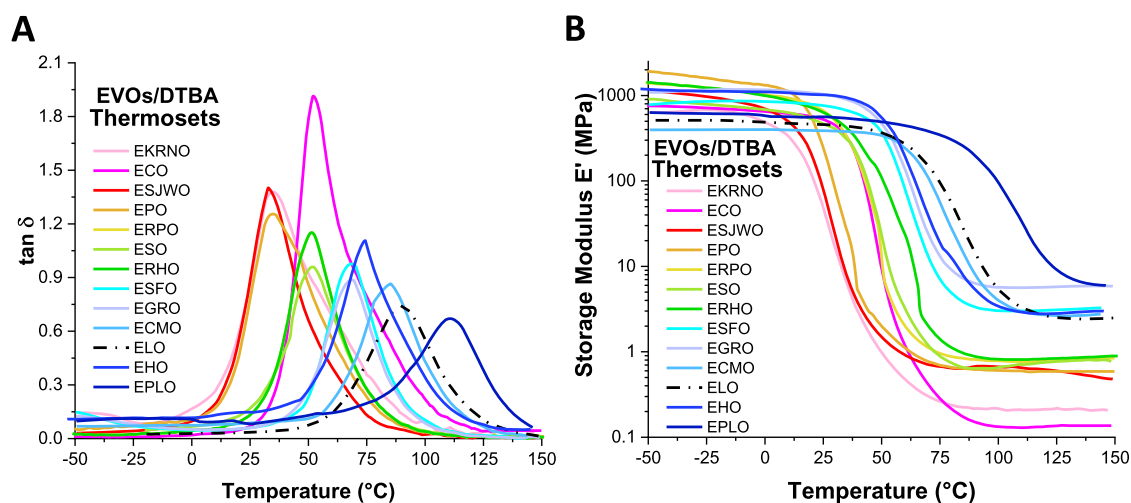 A
2.1
1.8
1.5
1.2
0.9
0.6
0.3
0.0
tan δ
EVOs/DTBA
Thermosets
EKRNO
ECO
ESJWO
EPO
ERPO
ESO
ERHO
ESFO
EGRO
ECMO
ELO
EHO
EPLO
-50 -25 0 25 50 75 100 125 150
Temperature (°C)
B
1000
100
10
1
0.1
Storage Modulus E' (MPa)
EVOs/DTBA
Thermosets
EKRNO
ECO
ESJWO
EPO
ERPO
ESO
ERHO
ESFO
EGRO
ECMO
ELO
EHO
EPLO
-50 -25 0 25 50 75 100 125 150
Temperature (°C)